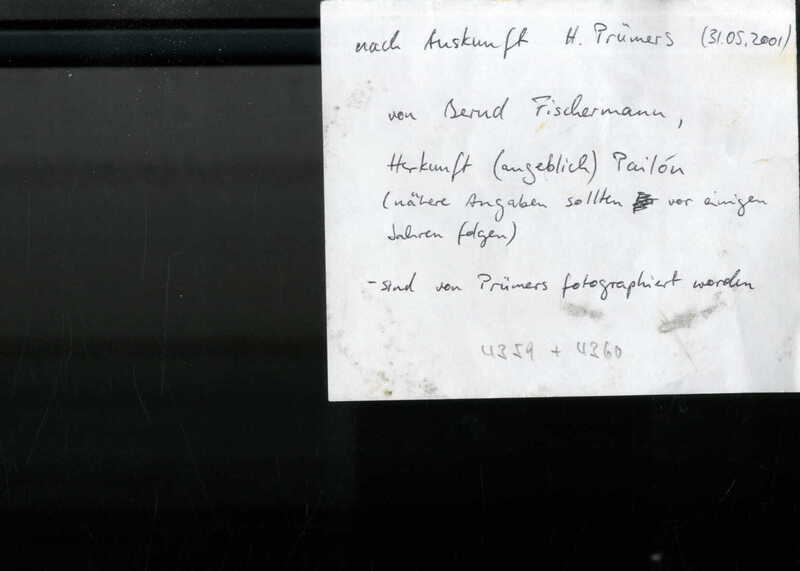 nach Auskunft H. Prümers (31.05.2001)
von Bernd Fischermann,
Herkunft (angeblich) Pailón
(nähere Angaben sollten vor einigen
Jahren folgen)
- sind von Prümers fotographiert worden
4359 + 4360